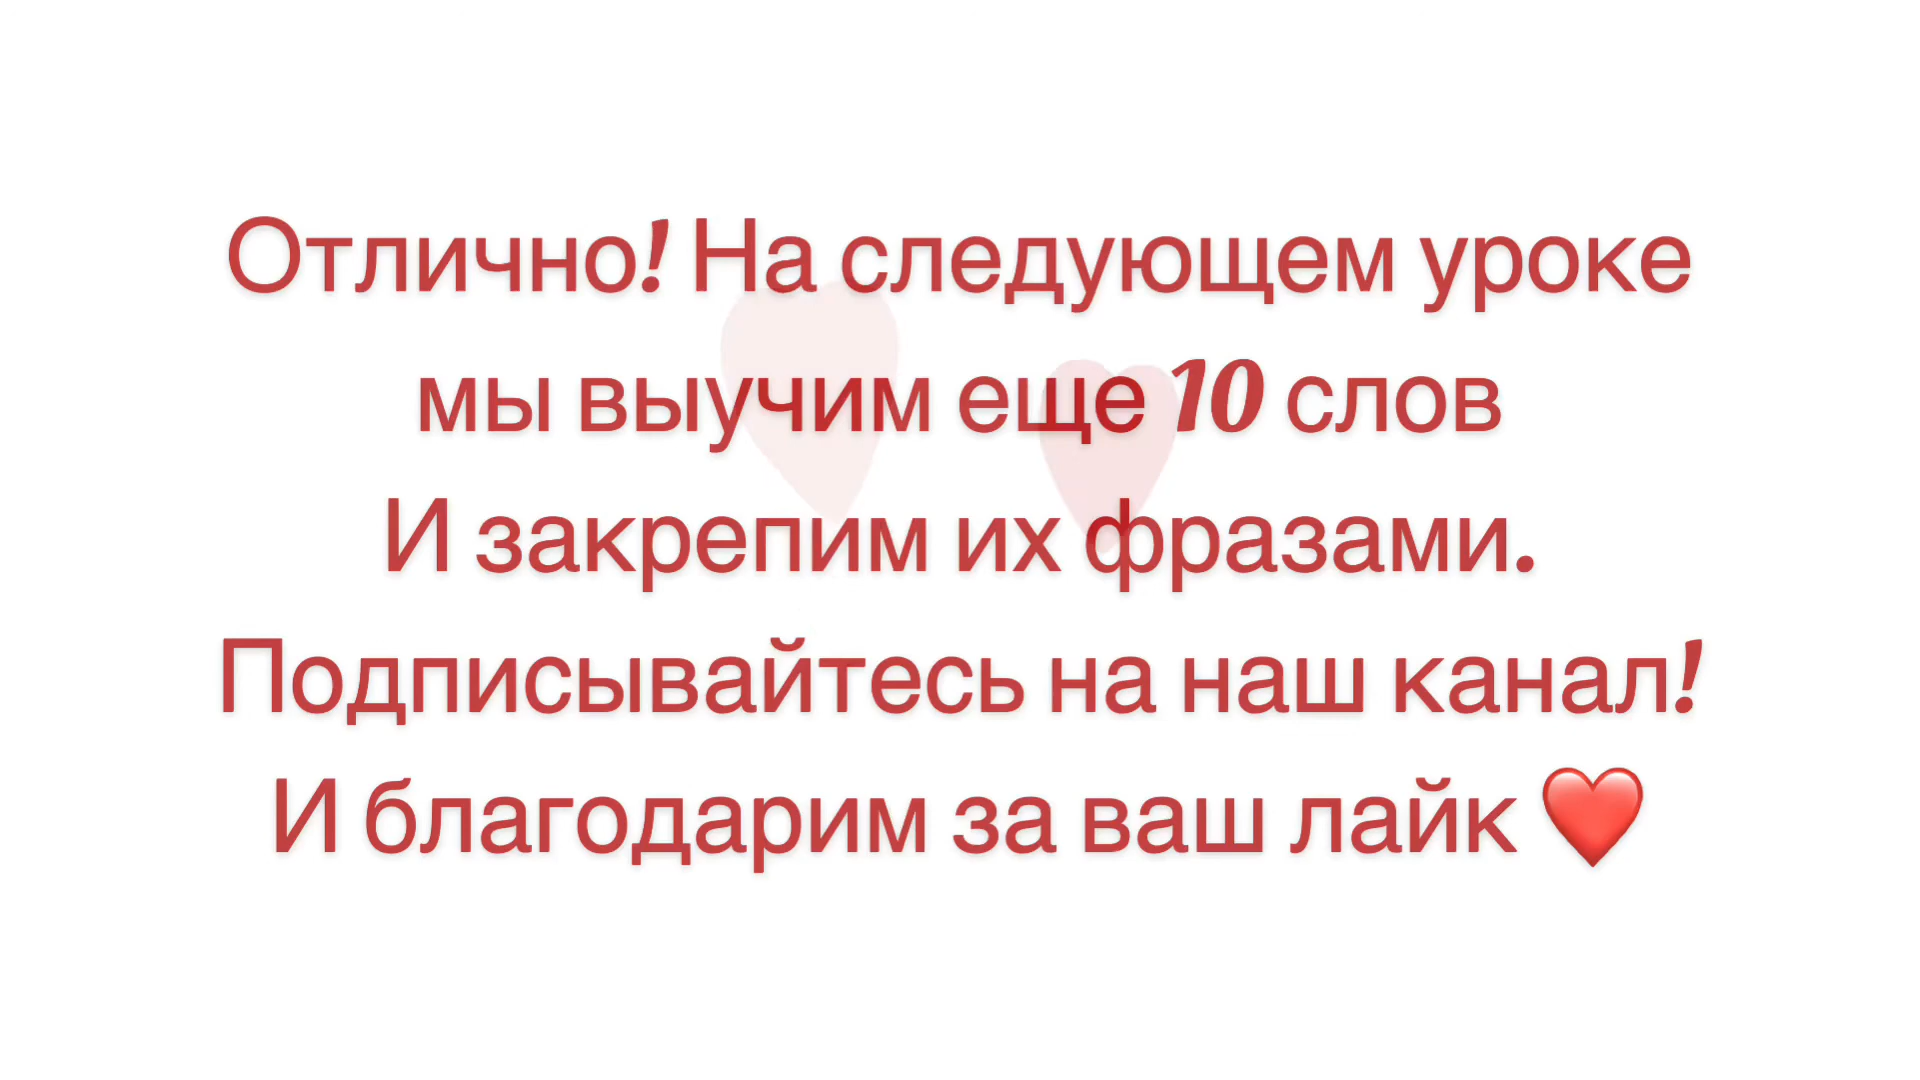 Отлично! На следующем уроке
мы выучим еще 10 слов
И закрепим их фразами.
Подписывайтесь на наш канал!
И благодарим за ваш лайк ❤️